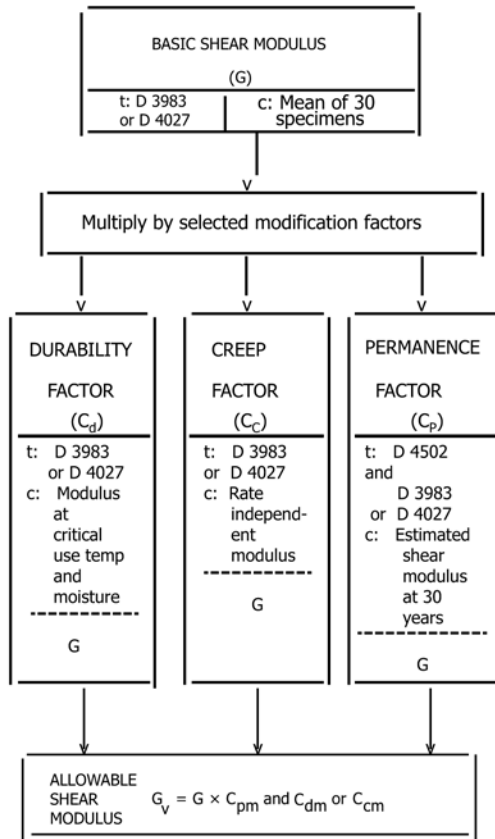 BASIC SHEAR MODULUS
(G)
t: D 3983
or D 4027
c: Mean of 30
specimens
Multiply by selected modification factors
DURABILITY
FACTOR
(Cd)
t: D 3983
or D 4027
c: Modulus
at
critical
use temp
and
moisture
G
CREEP
FACTOR
(CC)
t: D 3983
or D 4027
c: Rate
independ-
ent
modulus
G
PERMANENCE
FACTOR
(CP)
t: D 4502
and
D 3983
or D 4027
c: Estimated
shear
modulus
at 30
years
G
ALLOWABLE
SHEAR
MODULUS
Gv = G × Cpm and Cdm or Ccm